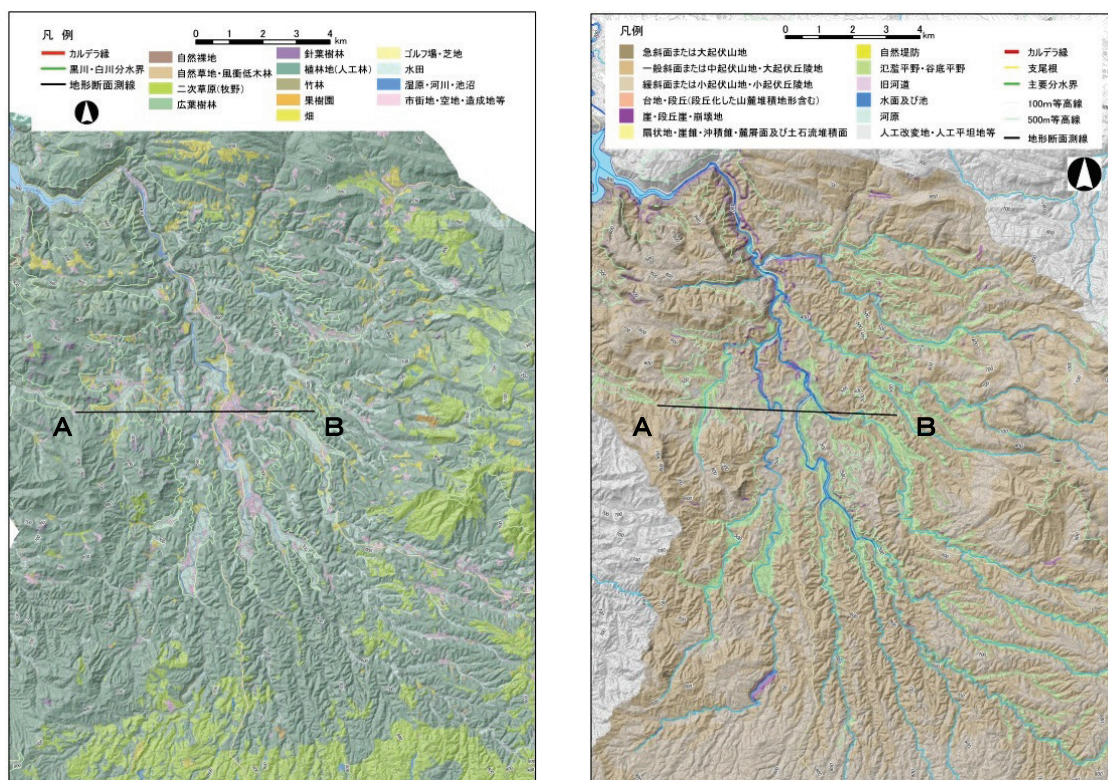 凡 例
0 1 2 3 4
km
カルデラ縁
黒川・白川分水界
地形断面測線
自然裸地
自然草地・風衝低木林
二次草原(牧野)
広葉樹林
針葉樹林
植林地(人工林)
竹林
果樹園
畑
ゴルフ場・芝地
水田
湿原・河川・池沼
市街地・空地・造成地等
A
B
凡例
0 1 2 3 4
km
急斜面または大起伏山地
一般斜面または中起伏山地・大起伏丘陵地
緩斜面または小起伏山地・小起伏丘陵地
台地・段丘(段丘化した山麓堆積地形含む)
崖・段丘崖・崩壊地
扇状地・崖錐・沖積錐・麓屑面及び土石流堆積面
自然堤防
氾濫平野・谷底平野
旧河道
水面及び池
河原
人工改変地・人工平坦地等
カルデラ縁
支尾根
主要分水界
100m等高線
500m等高線
地形断面測線
A
B